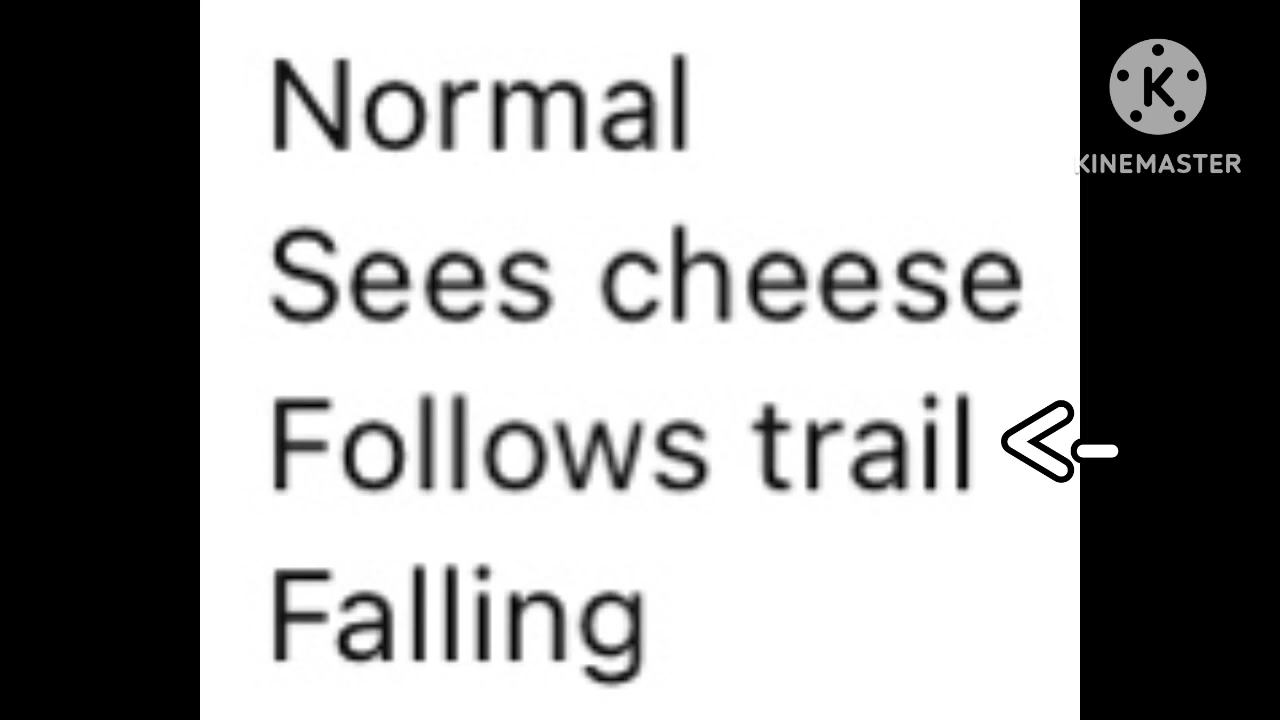 Normal
Sees cheese
Follows trail <-
Falling
K
KINEMASTER